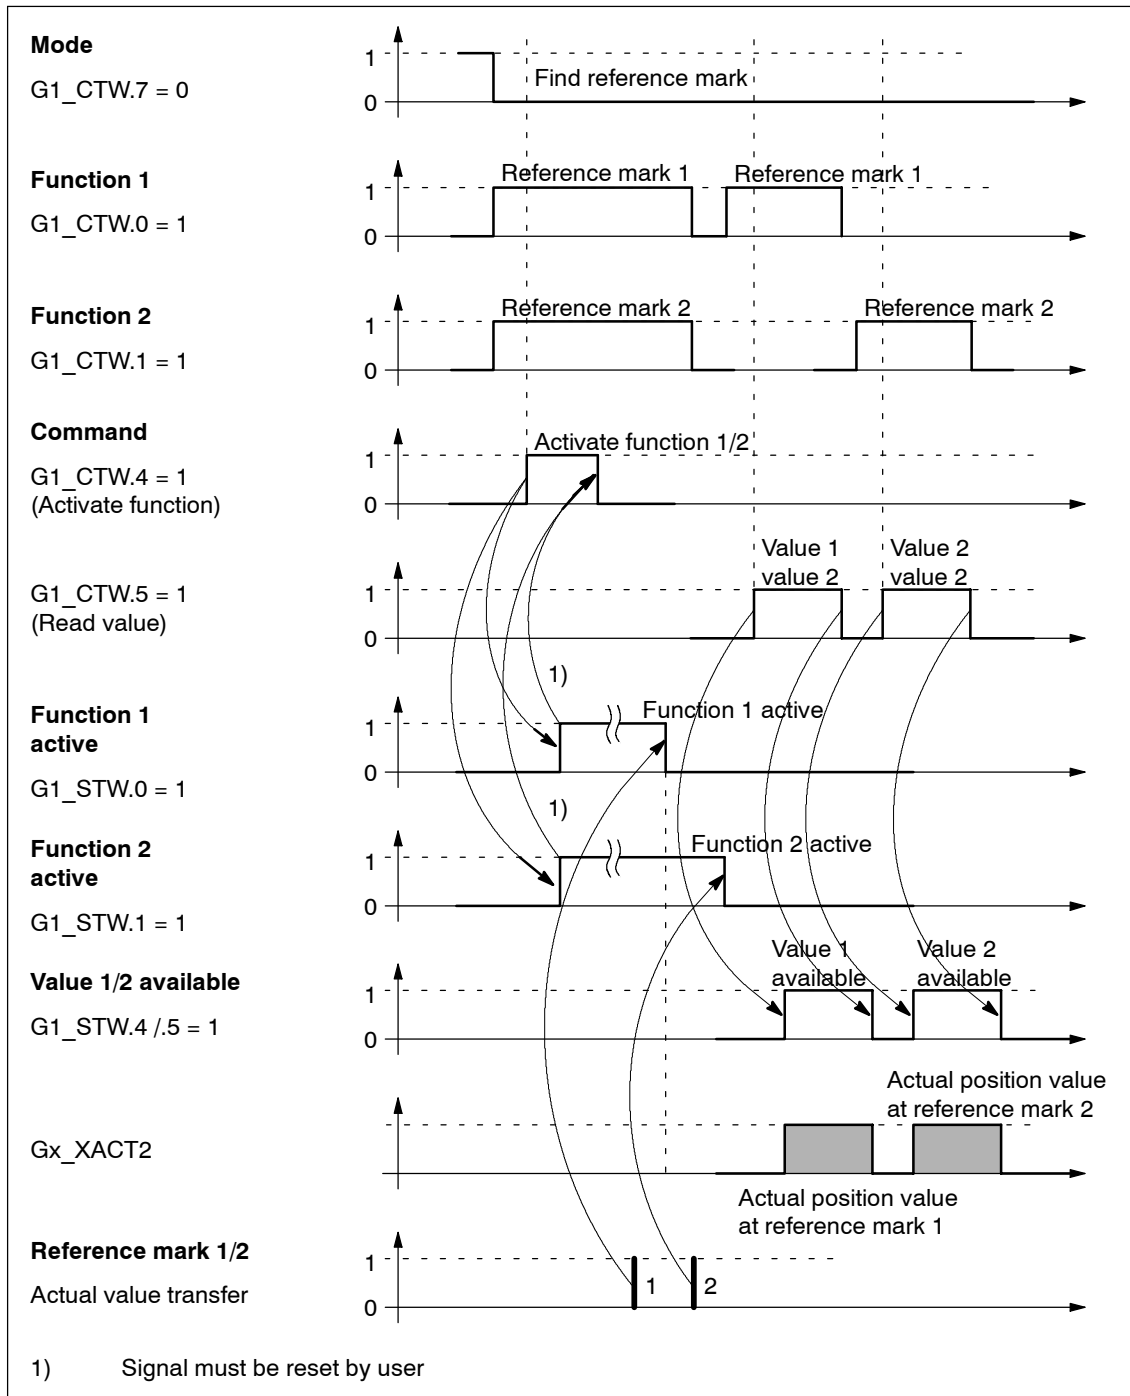 Mode
G1_CTW.7 = 0
1
0
Find reference mark
Function 1
G1_CTW.0 = 1
1
0
Reference mark 1
Reference mark 1
Function 2
G1_CTW.1 = 1
1
0
Reference mark 2
Reference mark 2
Command
G1_CTW.4 = 1
(Activate function)
1
0
Activate function 1/2
G1_CTW.5 = 1
(Read value)
1
0
Value 1
value 2
Value 2
value 2
1)
Function 1
active
G1_STW.0 = 1
1
0
Function 1 active
1)
Function 2
active
G1_STW.1 = 1
1
0
Function 2 active
Value 1/2 available
G1_STW.4 /.5 = 1
1
0
Value 1
available
Value 2
available
Gx_XACT2
Actual position value
at reference mark 2
Actual position value
at reference mark 1
Reference mark 1/2
Actual value transfer
1
0
1
2
1) Signal must be reset by user